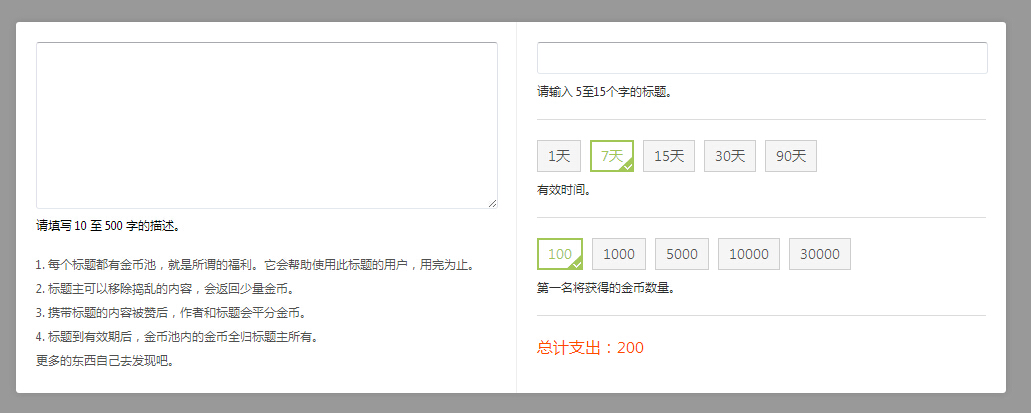 请填写 10 至 500 字的描述。
1. 每个标题都有金币池，就是所谓的福利。它会帮助使用此标题的用户，用完为止。
2. 标题主可以移除捣乱的内容，会返回少量金币。
3. 携带标题的内容被赞后，作者和标题会平分金币。
4. 标题到有效期后，金币池内的金币全归标题主所有。
更多的东西自己去发现吧。
请输入 5至15个字的标题。
1天 7天 15天 30天 90天
有效时间。
100 1000 5000 10000 30000
第一名将获得的金币数量。
总计支出：200